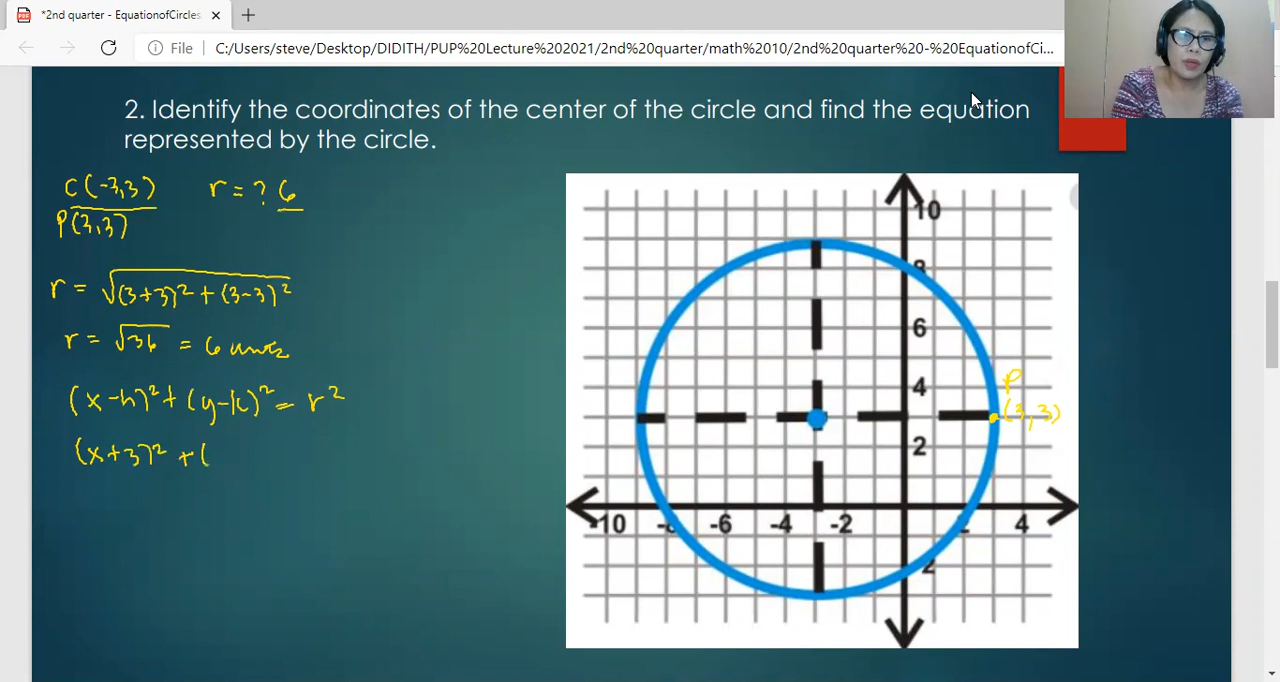 *2nd quarter - EquationofCircles
File C:/Users/steve/Desktop/DIDITH/PUP%20Lecture%202021/2nd%20quarter/math%2010/2nd%20quarter%20-%20EquationofCi...
2. Identify the coordinates of the center of the circle and find the equation
represented by the circle.
C(-3,3) r = ? 6
P(3,3)
r = √(3+3)² + (3-3)²
r = √36 = 6 units
(x-h)² + (y-k)² = r²
(x+3)² + (
10
8
6
4
P
(3,3)
2
-10 -8 -6 -4 -2 2 4
2